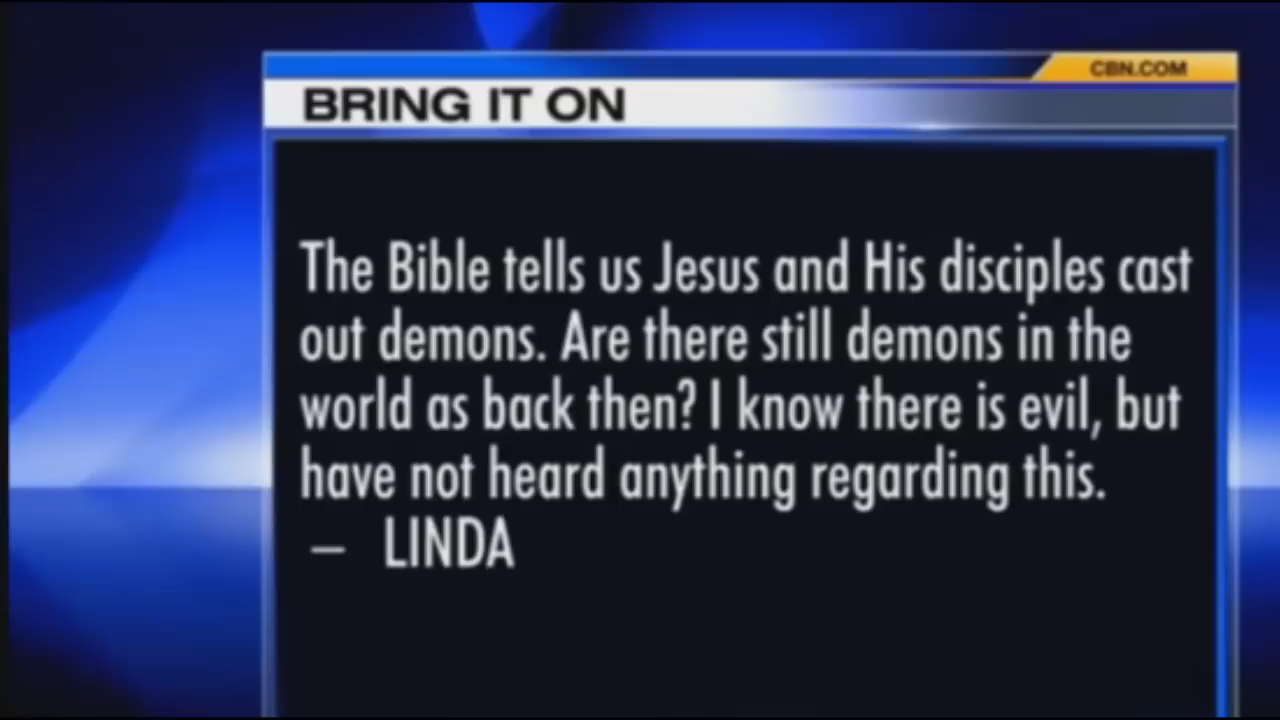 CBN.COM
BRING IT ON
The Bible tells us Jesus and His disciples cast
out demons. Are there still demons in the
world as back then? I know there is evil, but
have not heard anything regarding this.
– LINDA